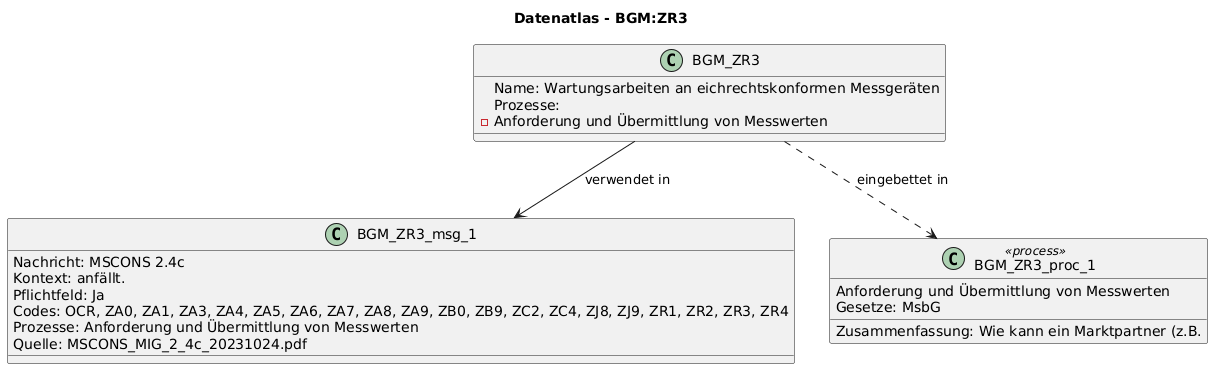 Datenatlas - BGM:ZR3
C BGM_ZR3
Name: Wartungsarbeiten an eichrechtskonformen Messgeräten
Prozesse:
Anforderung und Übermittlung von Messwerten
verwendet in
eingebettet in
C BGM_ZR3_msg_1
Nachricht: MSCONS 2.4c
Kontext: anfällt.
Pflichtfeld: Ja
Codes: OCR, ZA0, ZA1, ZA3, ZA4, ZA5, ZA6, ZA7, ZA8, ZA9, ZB0, ZB9, ZC2, ZC4, ZJ8, ZJ9, ZR1, ZR2, ZR3, ZR4
Prozesse: Anforderung und Übermittlung von Messwerten
Quelle: MSCONS_MIG_2_4c_20231024.pdf
«process»
C BGM_ZR3_proc_1
Anforderung und Übermittlung von Messwerten
Gesetze: MsbG
Zusammenfassung: Wie kann ein Marktpartner (z.B.